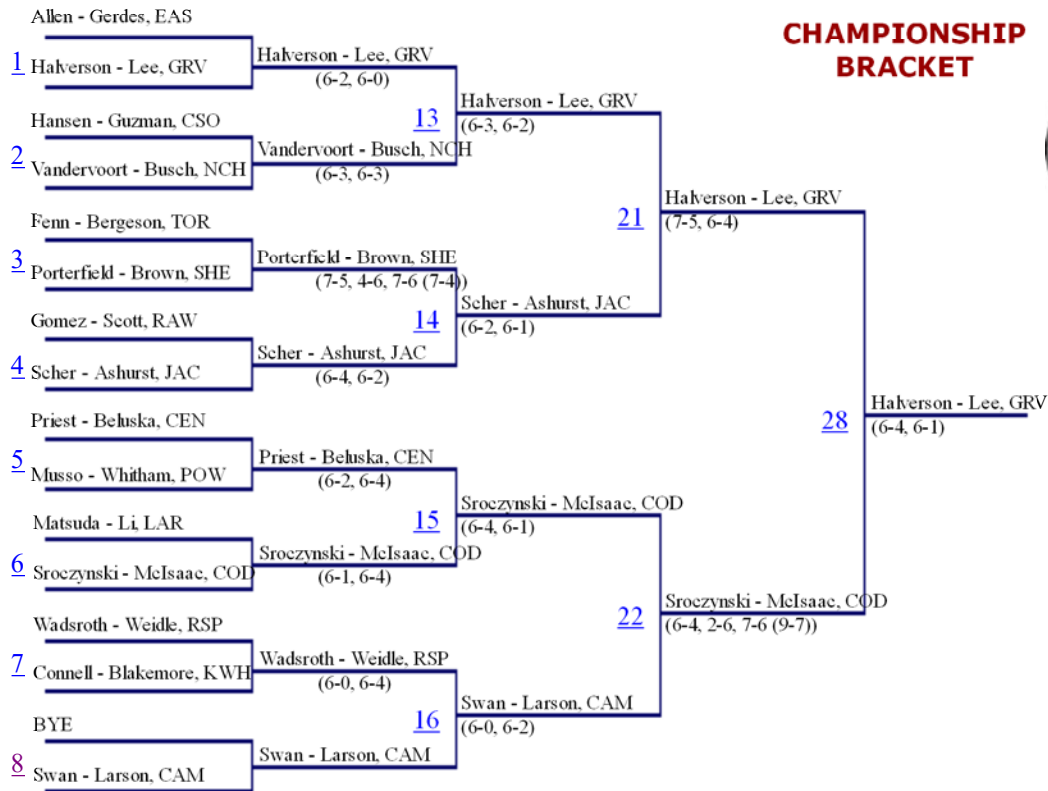 CHAMPIONSHIP
BRACKET
Allen - Gerdes, EAS
1
Halverson - Lee, GRV
Hansen - Guzman, CSO
2
Vandervoort - Busch, NCH
Fenn - Bergeson, TOR
3
Porterfield - Brown, SHE
Gomez - Scott, RAW
4
Scher - Ashurst, JAC
Priest - Beluska, CEN
5
Musso - Whitham, POW
Matsuda - Li, LAR
6
Sroczynski - McIsaac, COD
Wadsroth - Weidle, RSP
7
Connell - Blakemore, KWH
BYE
8
Swan - Larson, CAM
Halverson - Lee, GRV
(6-2, 6-0)
13
Vandervoort - Busch, NCH
(6-3, 6-3)
Porterfield - Brown, SHE
(7-5, 4-6, 7-6 (7-4))
14
Scher - Ashurst, JAC
(6-4, 6-2)
Priest - Beluska, CEN
(6-2, 6-4)
15
Sroczynski - McIsaac, COD
(6-1, 6-4)
Wadsroth - Weidle, RSP
(6-0, 6-4)
16
Swan - Larson, CAM
Halverson - Lee, GRV
(6-3, 6-2)
21
Scher - Ashurst, JAC
(6-2, 6-1)
Sroczynski - McIsaac, COD
(6-4, 6-1)
22
Swan - Larson, CAM
(6-0, 6-2)
Halverson - Lee, GRV
(7-5, 6-4)
28
Sroczynski - McIsaac, COD
(6-4, 2-6, 7-6 (9-7))
Halverson - Lee, GRV
(6-4, 6-1)